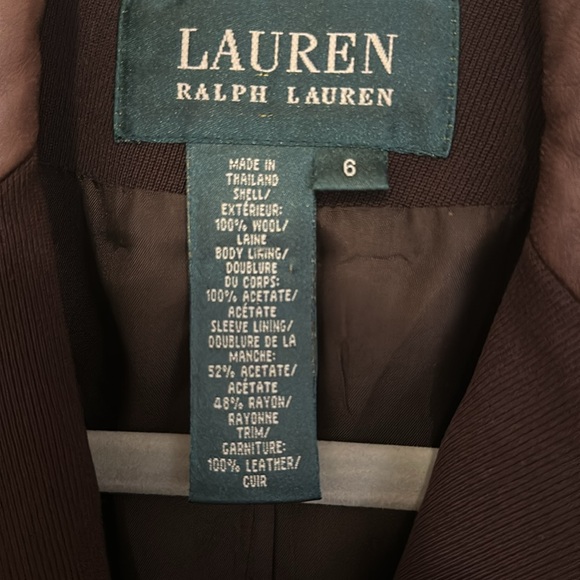 LAUREN
RALPH LAUREN
6
MADE IN
THAILAND
SHELL/
EXTÉRIEUR:
100% WOOL/
LAINE
BODY LINING/
DOUBLURE
DU CORPS:
100% ACETATE/
ACÉTATE
SLEEVE LINING/
DOUBLURE DE LA
MANCHE:
52% ACETATE/
ACÉTATE
48% RAYON/
RAYONNE
TRIM/
GARNITURE:
100% LEATHER/
CUIR